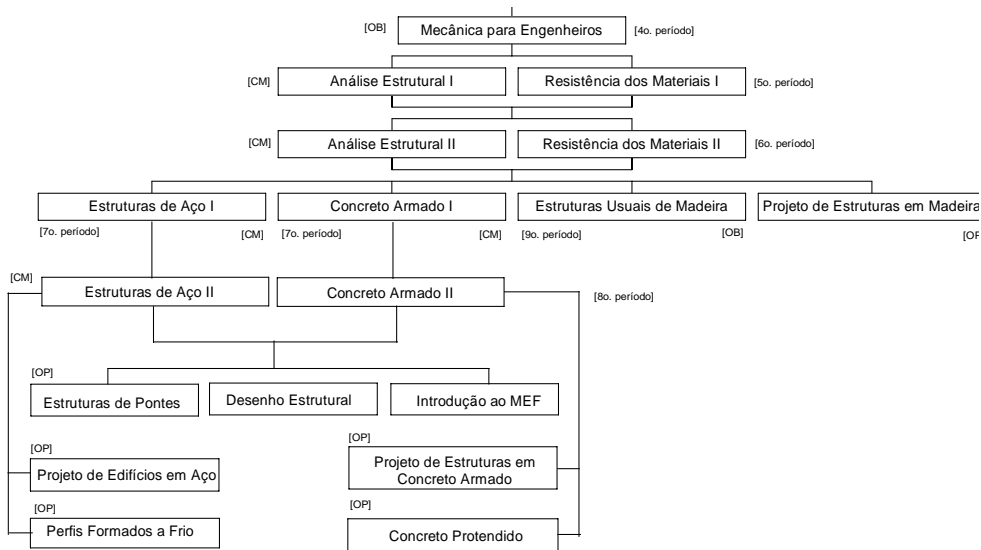 [OB] Mecânica para Engenheiros [4o. período]
[CM] Análise Estrutural I Resistência dos Materiais I [5o. período]
[CM] Análise Estrutural II Resistência dos Materiais II [6o. período]
Estruturas de Aço I Concreto Armado I Estruturas Usuais de Madeira Projeto de Estruturas em Madeira
[7o. período] [CM] [7o. período] [CM] [9o. período] [OB] [OP
[CM]
Estruturas de Aço II Concreto Armado II [8o. período]
[OP]
Estruturas de Pontes Desenho Estrutural Introdução ao MEF
[OP] [OP]
Projeto de Edifícios em Aço Projeto de Estruturas em
Concreto Armado
[OP] [OP]
Perfis Formados a Frio Concreto Protendido